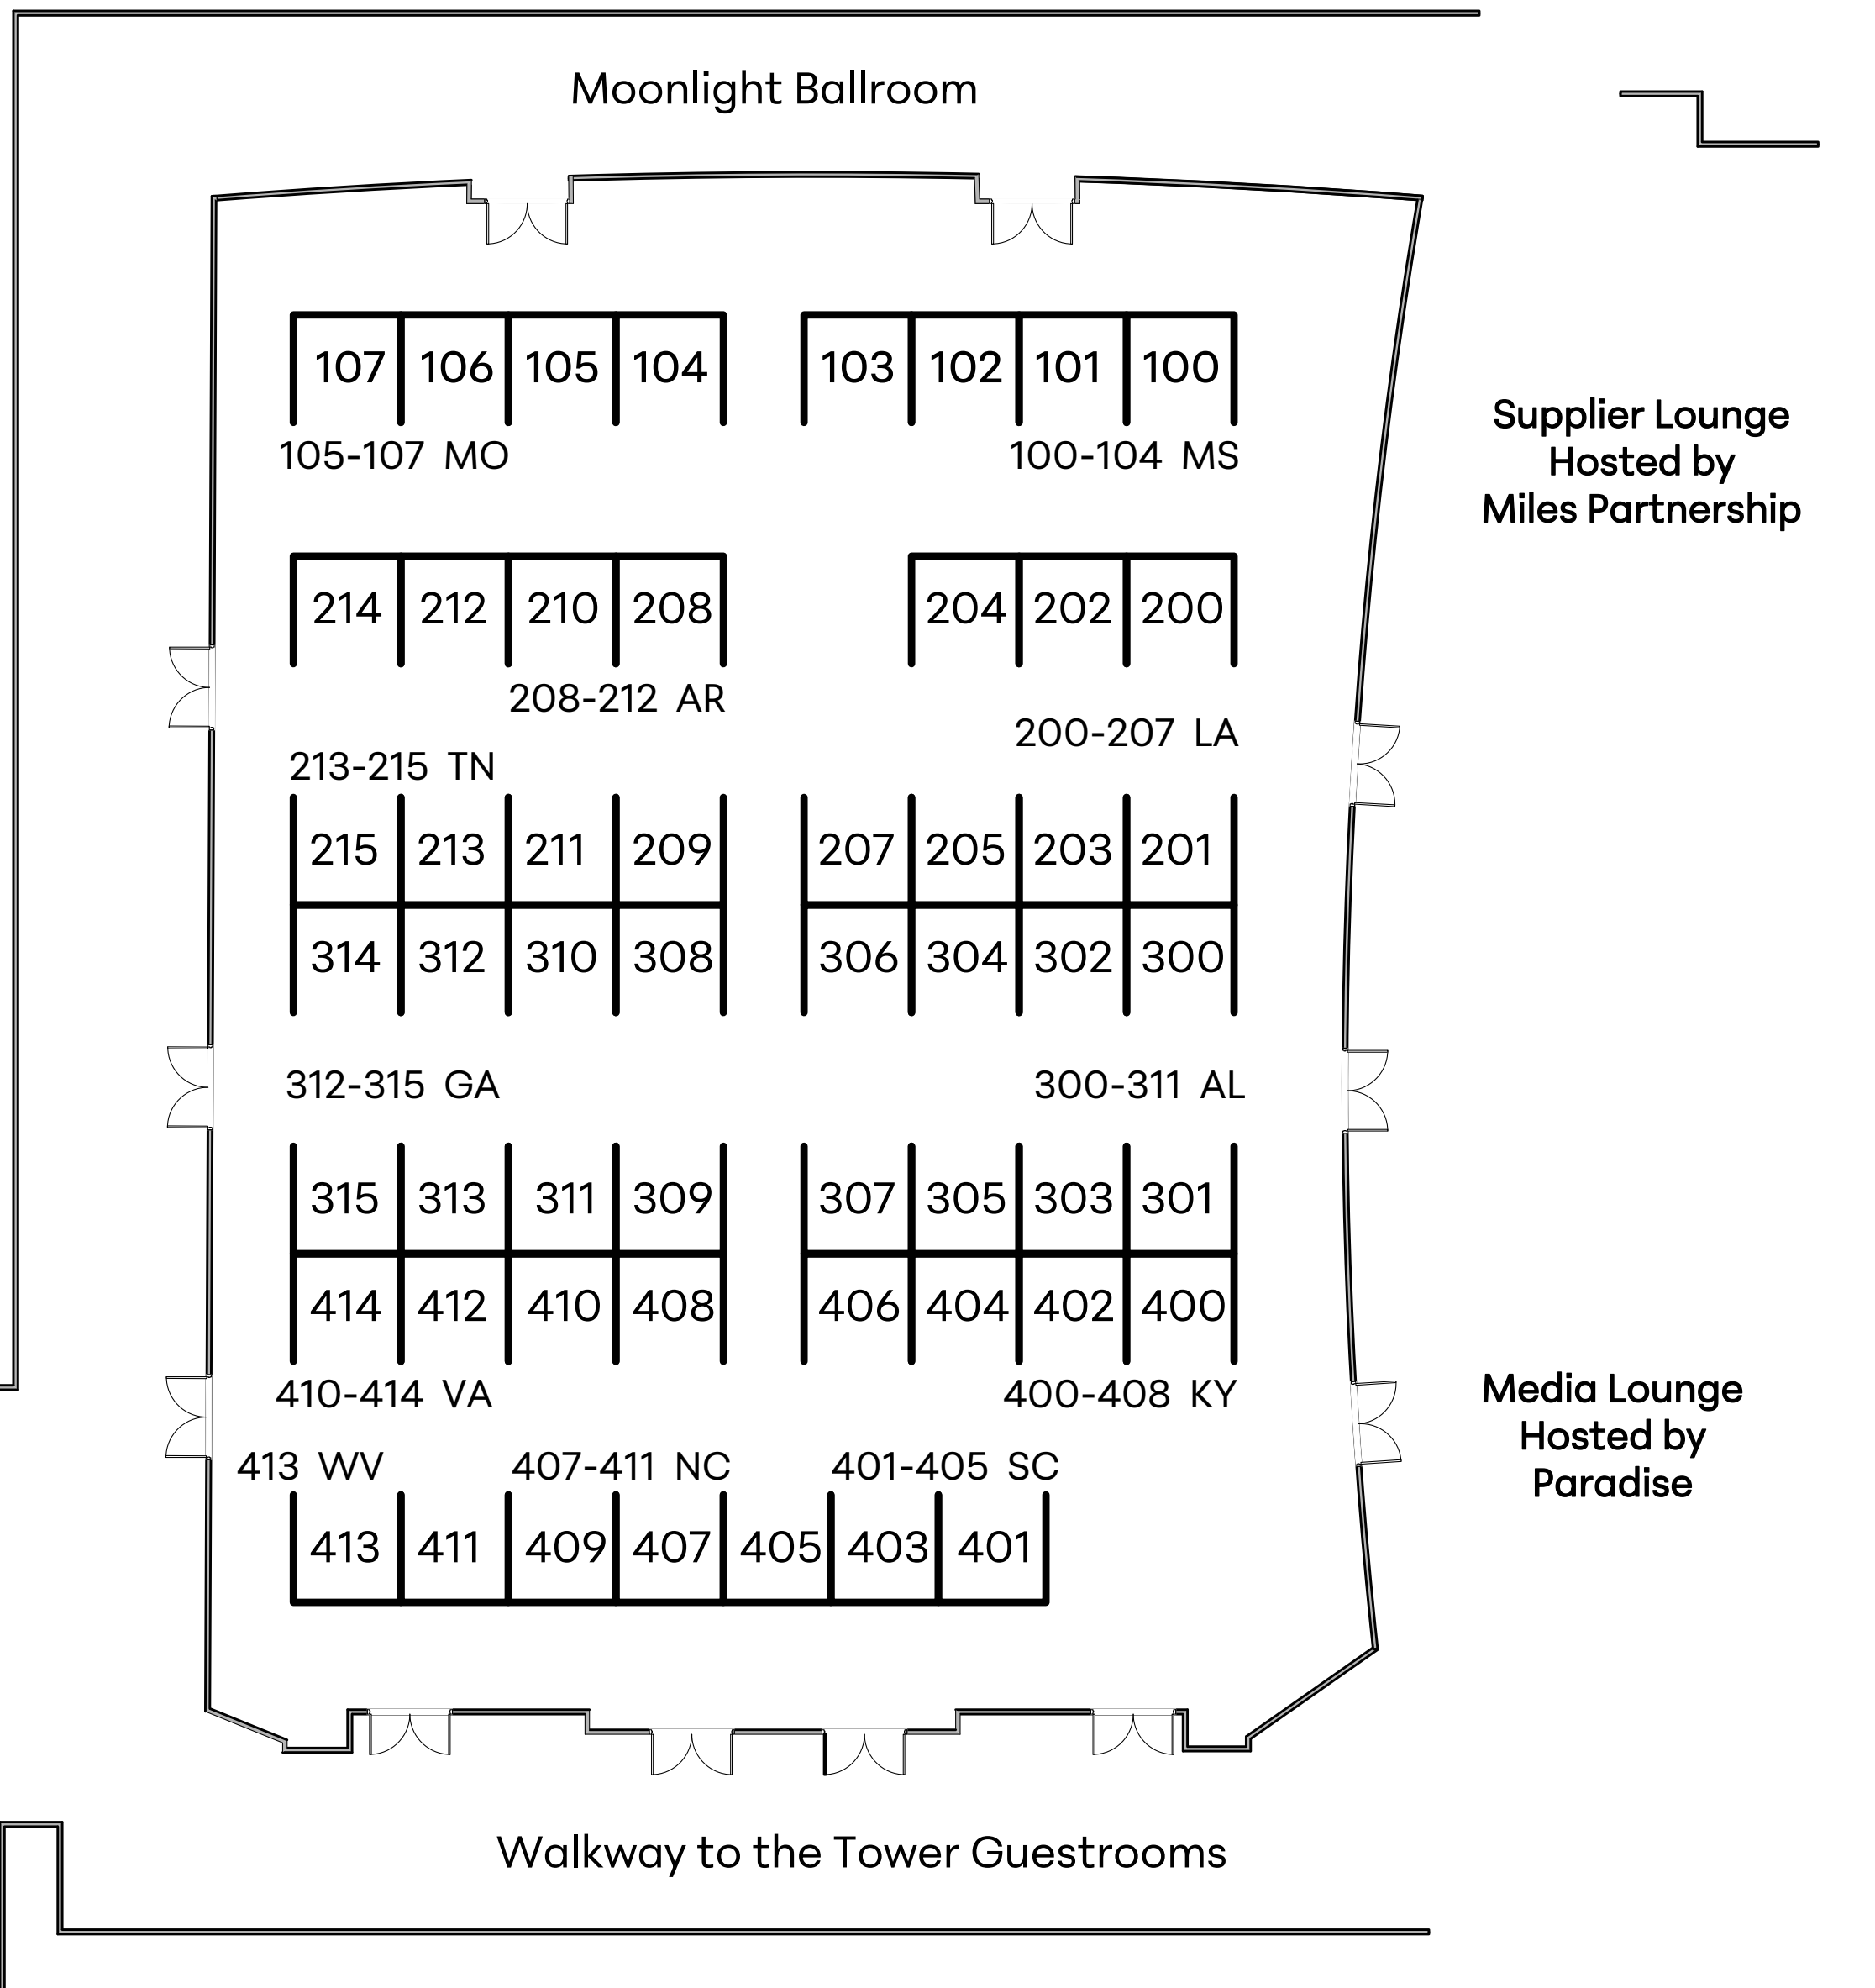 Moonlight Ballroom
107 106 105 104 103 102 101 100
105-107 MO 100-104 MS
Supplier Lounge
Hosted by
Miles Partnership
214 212 210 208 204 202 200
208-212 AR
200-207 LA
213-215 TN
215 213 211 209 207 205 203 201
314 312 310 308 306 304 302 300
312-315 GA 300-311 AL
315 313 311 309 307 305 303 301
414 412 410 408 406 404 402 400
410-414 VA 400-408 KY
Media Lounge
Hosted by
Paradise
413 WV 407-411 NC 401-405 SC
413 411 409 407 405 403 401
Walkway to the Tower Guestrooms